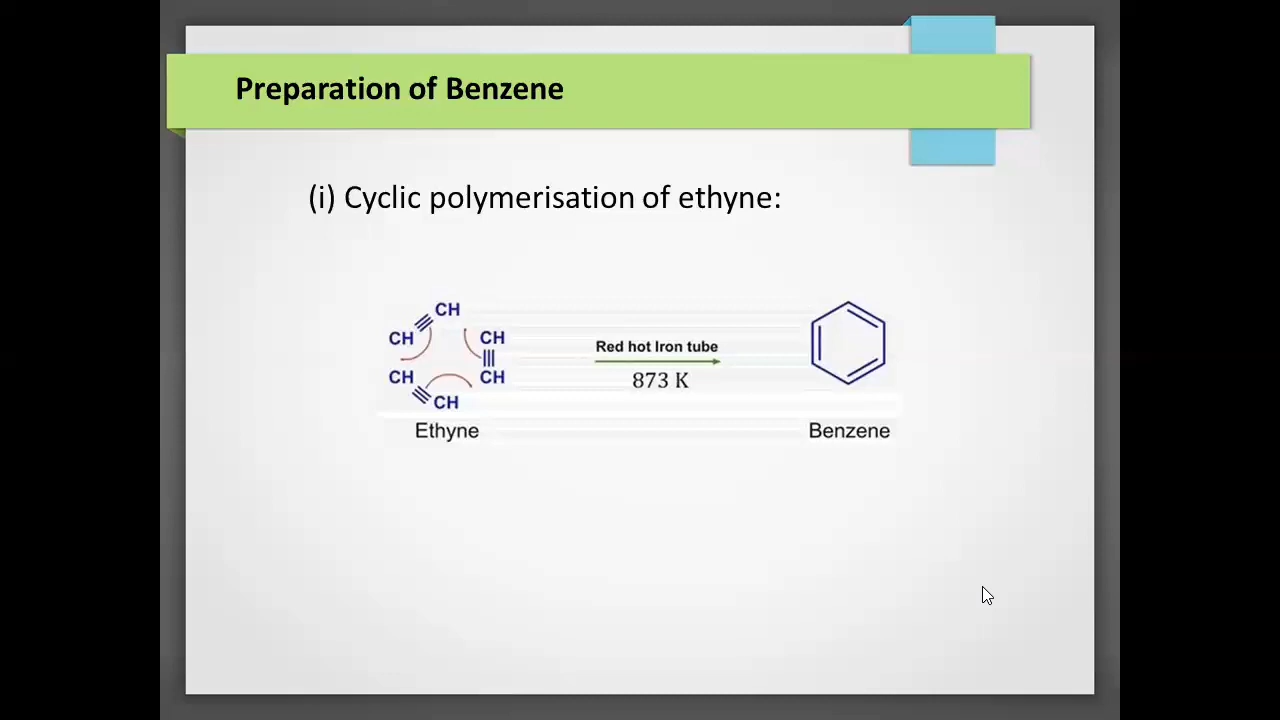 Preparation of Benzene
(i) Cyclic polymerisation of ethyne:
CH
CH
CH
CH
CH
CH
Red hot Iron tube
873 K
Ethyne
Benzene